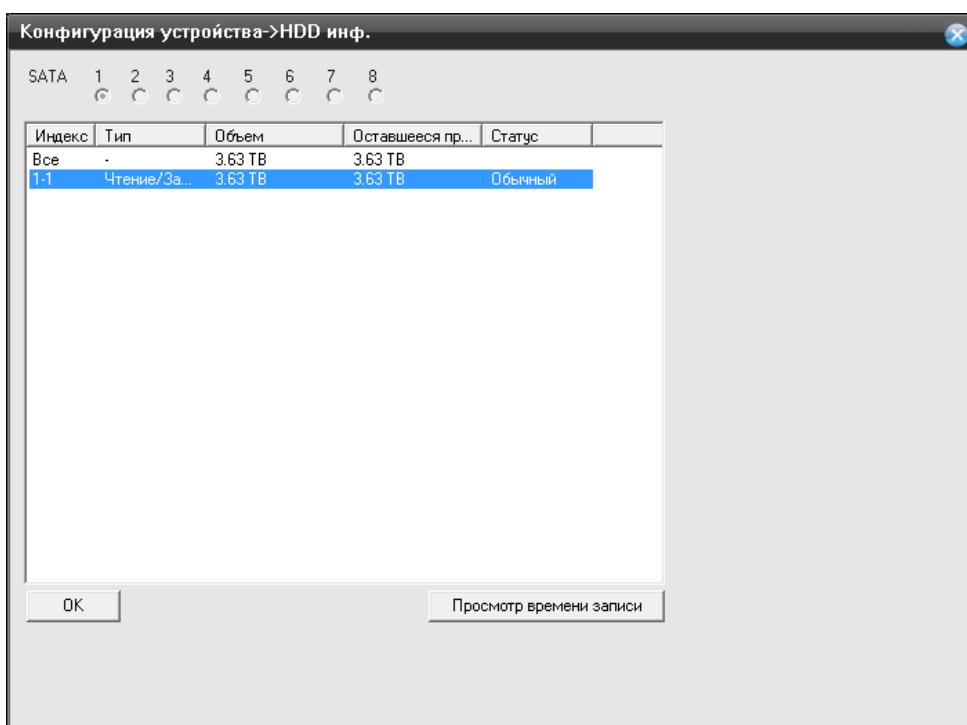 Конфигурация устройства->HDD инф.
SATA 1 2 3 4 5 6 7 8
Индекс Тип Объем Оставшееся пр... Статус
Все - 3.63 TB 3.63 TB
1-1 Чтение/За... 3.63 TB 3.63 TB Обычный
OK Просмотр времени записи